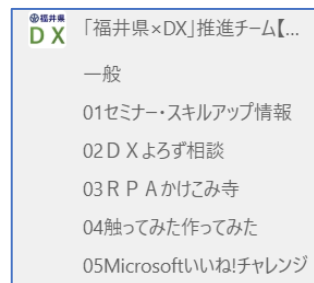 福井県
DX
「福井県×DX」推進チーム【...
一般
01セミナー・スキルアップ情報
02ＤＸよろず相談
03ＲＰＡかけこみ寺
04触ってみた作ってみた
05Microsoftいいね!チャレンジ